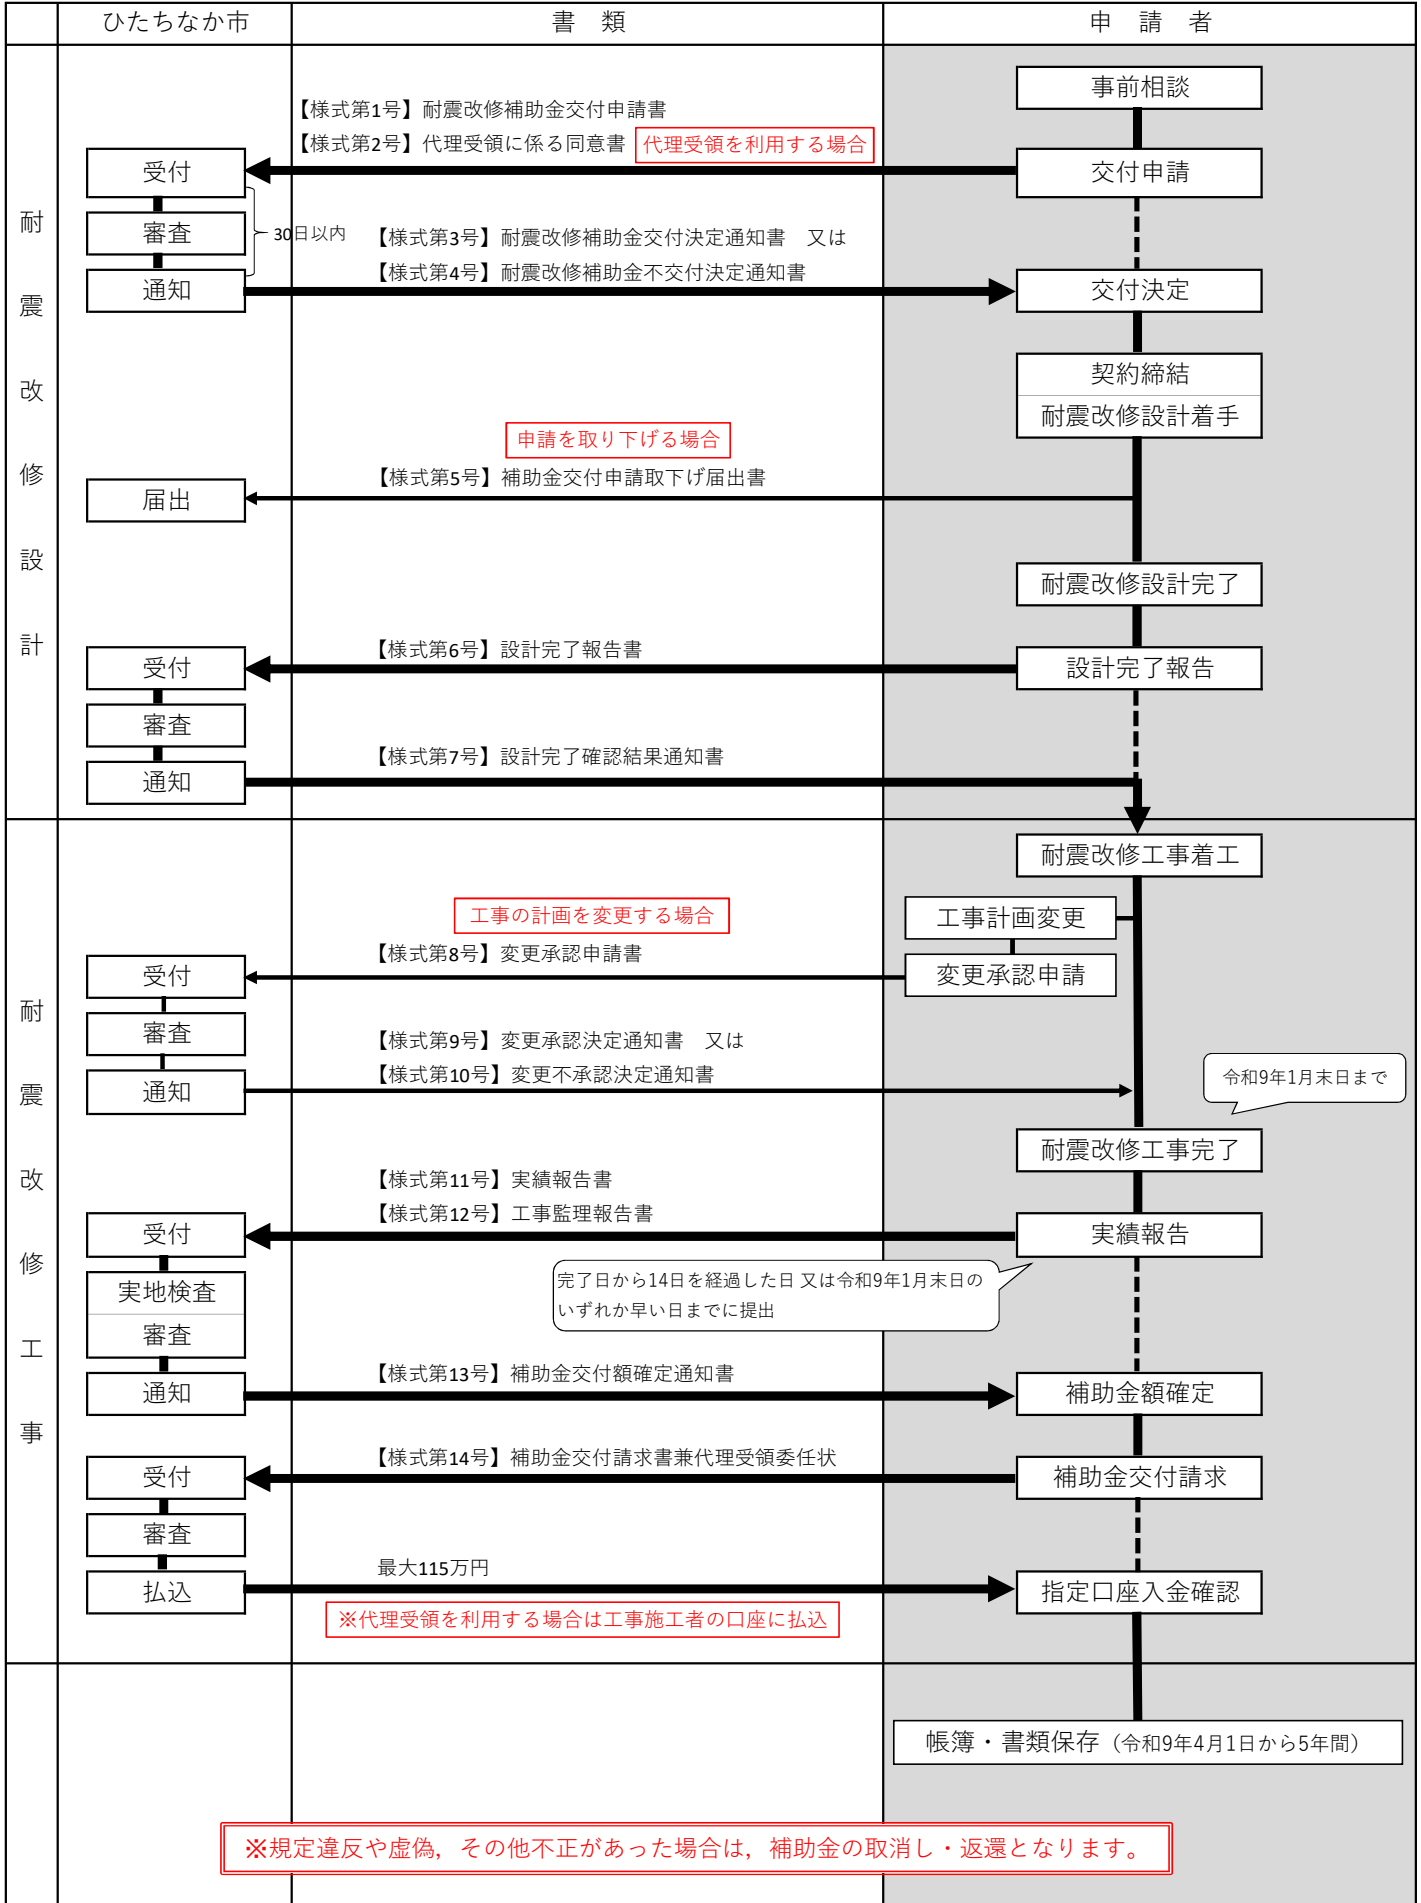 ひたちなか市
書　類
申　請　者
耐震改修設計
事前相談
【様式第1号】耐震改修補助金交付申請書
【様式第2号】代理受領に係る同意書
代理受領を利用する場合
受付
交付申請
審査
30日以内
【様式第3号】耐震改修補助金交付決定通知書　又は
【様式第4号】耐震改修補助金不交付決定通知書
通知
交付決定
契約締結
耐震改修設計着手
申請を取り下げる場合
【様式第5号】補助金交付申請取下げ届出書
届出
耐震改修設計完了
【様式第6号】設計完了報告書
受付
設計完了報告
審査
【様式第7号】設計完了確認結果通知書
通知
耐震改修工事
耐震改修工事着工
工事の計画を変更する場合
工事計画変更
【様式第8号】変更承認申請書
受付
変更承認申請
審査
【様式第9号】変更承認決定通知書　又は
【様式第10号】変更不承認決定通知書
通知
令和9年1月末日まで
耐震改修工事完了
【様式第11号】実績報告書
【様式第12号】工事監理報告書
受付
実績報告
完了日から14日を経過した日 又は令和9年1月末日の
いずれか早い日までに提出
実地検査
審査
【様式第13号】補助金交付額確定通知書
通知
補助金額確定
【様式第14号】補助金交付請求書兼代理受領委任状
受付
補助金交付請求
審査
最大115万円
払込
指定口座入金確認
※代理受領を利用する場合は工事施工者の口座に払込
帳簿・書類保存（令和9年4月1日から5年間）
※規定違反や虚偽，その他不正があった場合は，補助金の取消し・返還となります。